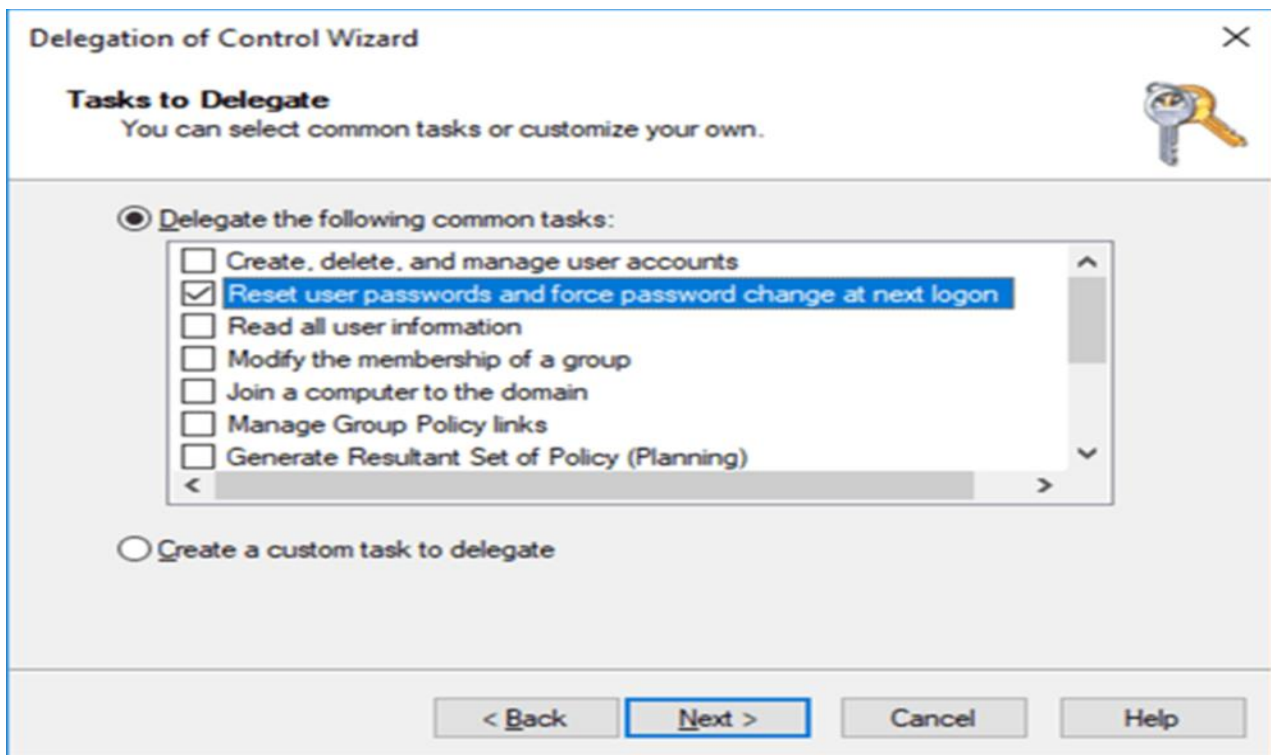 Delegation of Control Wizard
Tasks to Delegate
You can select common tasks or customize your own.
Delegate the following common tasks:
Create, delete, and manage user accounts
Reset user passwords and force password change at next logon
Read all user information
Modify the membership of a group
Join a computer to the domain
Manage Group Policy links
Generate Resultant Set of Policy (Planning)
Create a custom task to delegate
< Back Next > Cancel Help